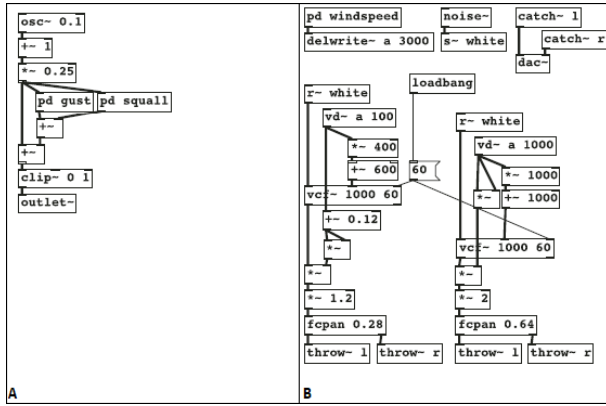 osc~ 0.1
+~ 1
*~ 0.25
pd gust pd squall
+~
+~
clip~ 0 1
outlet~
A
pd windspeed
delwrite~ a 3000
noise~
s~ white
catch~ l
catch~ r
dac~
loadbang
60
r~ white
vd~ a 100
*~ 400
+~ 600
vcf~ 1000 60
+~ 0.12
*~
*~
*~ 1.2
fcpan 0.28
throw~ l throw~ r
r~ white
vd~ a 1000
*~ 1000
*~ +~ 1000
vcf~ 1000 60
*~
*~ 2
fcpan 0.64
throw~ l throw~ r
B